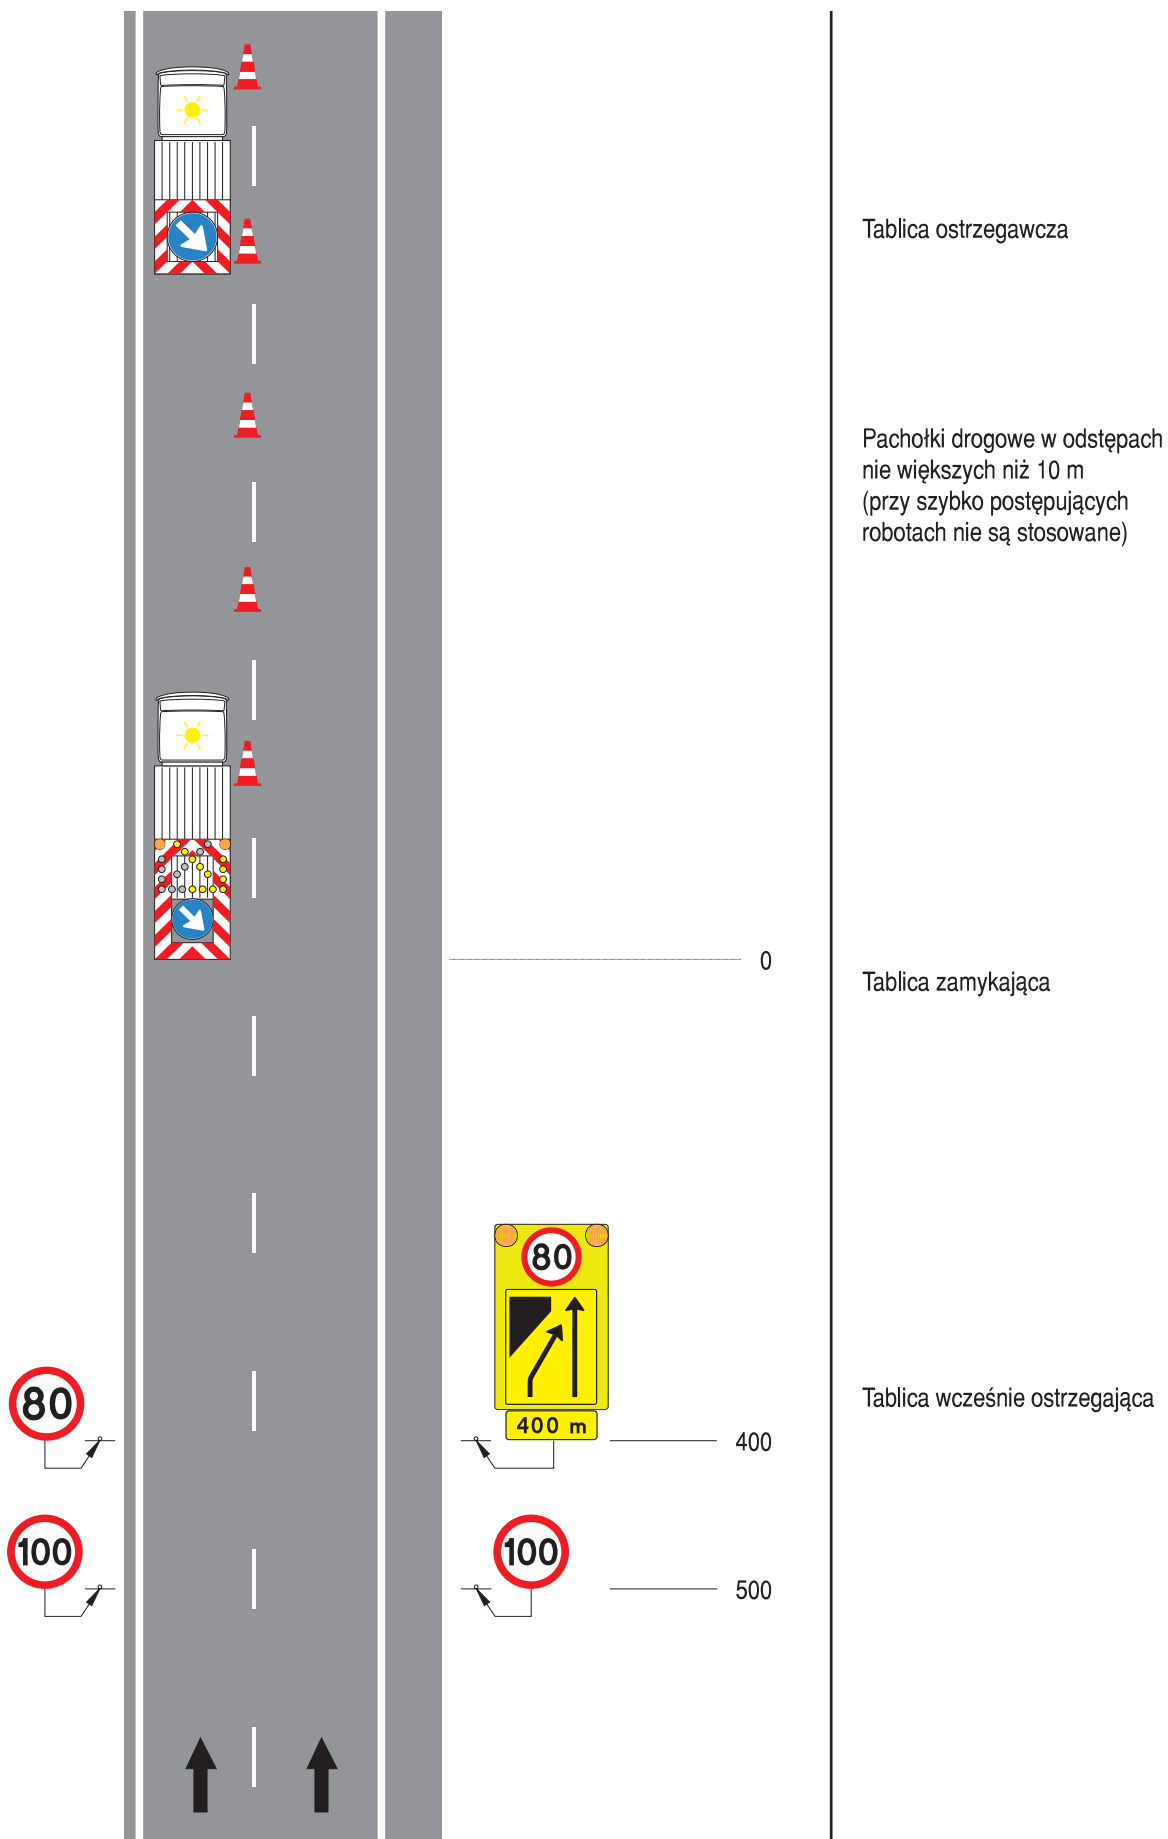 Tablica ostrzegawcza
Pachołki drogowe w odstępach
nie większych niż 10 m
(przy szybko postępujących
robotach nie są stosowane)
0
Tablica zamykająca
80
80
400 m
Tablica wcześnie ostrzegająca
400
100
100
500